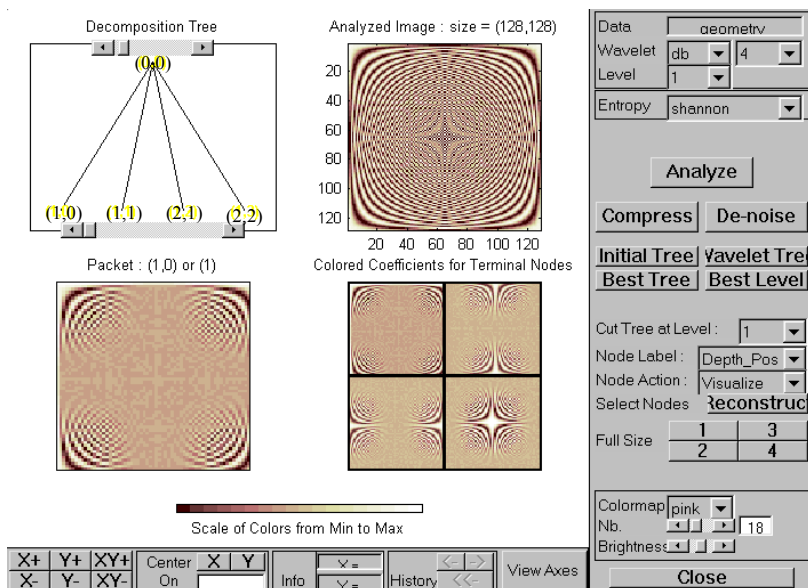 Decomposition Tree
(0,0)
(1,0) (1,1) (2,1) (2,2)
Analyzed Image : size = (128,128)
20
40
60
80
100
120
20 40 60 80 100 120
Packet : (1,0) or (1)
Colored Coefficients for Terminal Nodes
Scale of Colors from Min to Max
Data geometry
Wavelet db 4
Level 1
Entropy shannon
Analyze
Compress De-noise
Initial Tree Wavelet Tre
Best Tree Best Level
Cut Tree at Level : 1
Node Label : Depth_Pos
Node Action : Visualize
Select Nodes Reconstruc
Full Size 1 3
2 4
Colormap pink
Nb. 18
Brightness
Close
X+ Y+ XY+
X- Y- XY-
Center On X Y
Info X =
Y =
History <- ->
<<-
View Axes